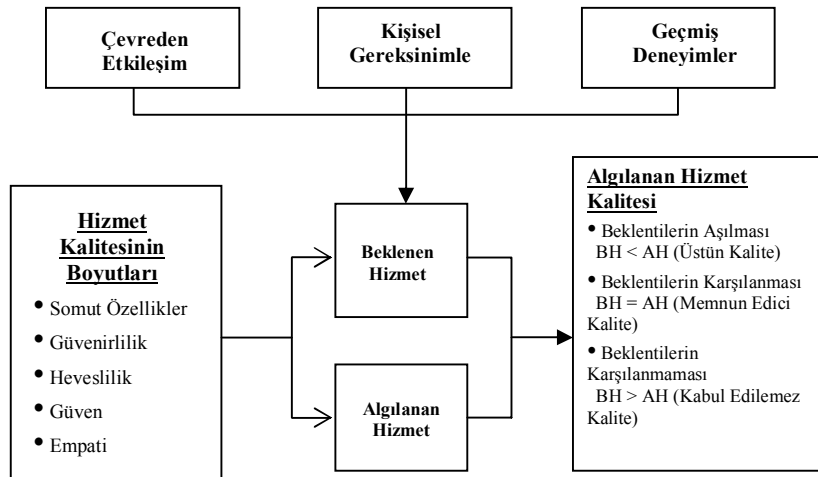 Çevreden
Etkileşim
Kişisel
Gereksinimle
Geçmiş
Deneyimler
Hizmet
Kalitesinin
Boyutları
• Somut Özellikler
• Güvenirlilik
• Heveslilik
• Güven
• Empati
Beklenen
Hizmet
Algılanan
Hizmet
Algılanan Hizmet
Kalitesi
• Beklentilerin Aşılması
BH < AH (Üstün Kalite)
• Beklentilerin Karşılanması
BH = AH (Memnun Edici
Kalite)
• Beklentilerin
Karşılanmaması
BH > AH (Kabul Edilemez
Kalite)